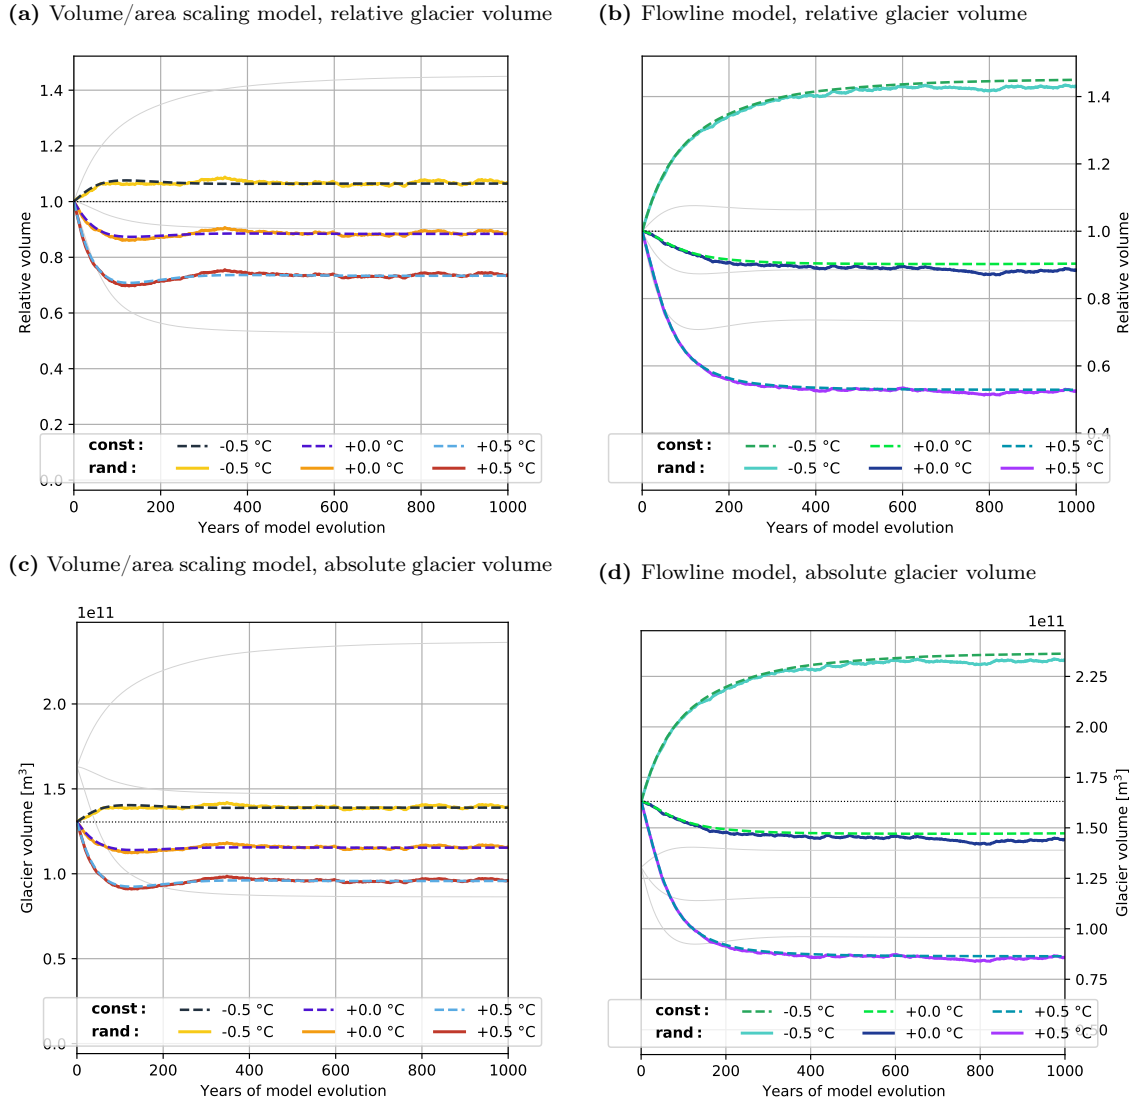 (a) Volume/area scaling model, relative glacier volume
1.4
1.2
1.0
0.8
0.6
0.4
0.2
0.0
Relative volume
const: -0.5 °C +0.0 °C +0.5 °C
rand: -0.5 °C +0.0 °C +0.5 °C
0 200 400 600 800 1000
Years of model evolution
(b) Flowline model, relative glacier volume
1.4
1.2
1.0
0.8
0.6
0.4
Relative volume
const: -0.5 °C +0.0 °C +0.5 °C
rand: -0.5 °C +0.0 °C +0.5 °C
0 200 400 600 800 1000
Years of model evolution
(c) Volume/area scaling model, absolute glacier volume
1e11
2.0
1.5
1.0
0.5
0.0
Glacier volume [m³]
const: -0.5 °C +0.0 °C +0.5 °C
rand: -0.5 °C +0.0 °C +0.5 °C
0 200 400 600 800 1000
Years of model evolution
(d) Flowline model, absolute glacier volume
1e11
2.25
2.00
1.75
1.50
1.25
1.00
0.75
Glacier volume [m³]
const: -0.5 °C +0.0 °C +0.5 °C
rand: -0.5 °C +0.0 °C +0.5 °C
0 200 400 600 800 1000
Years of model evolution